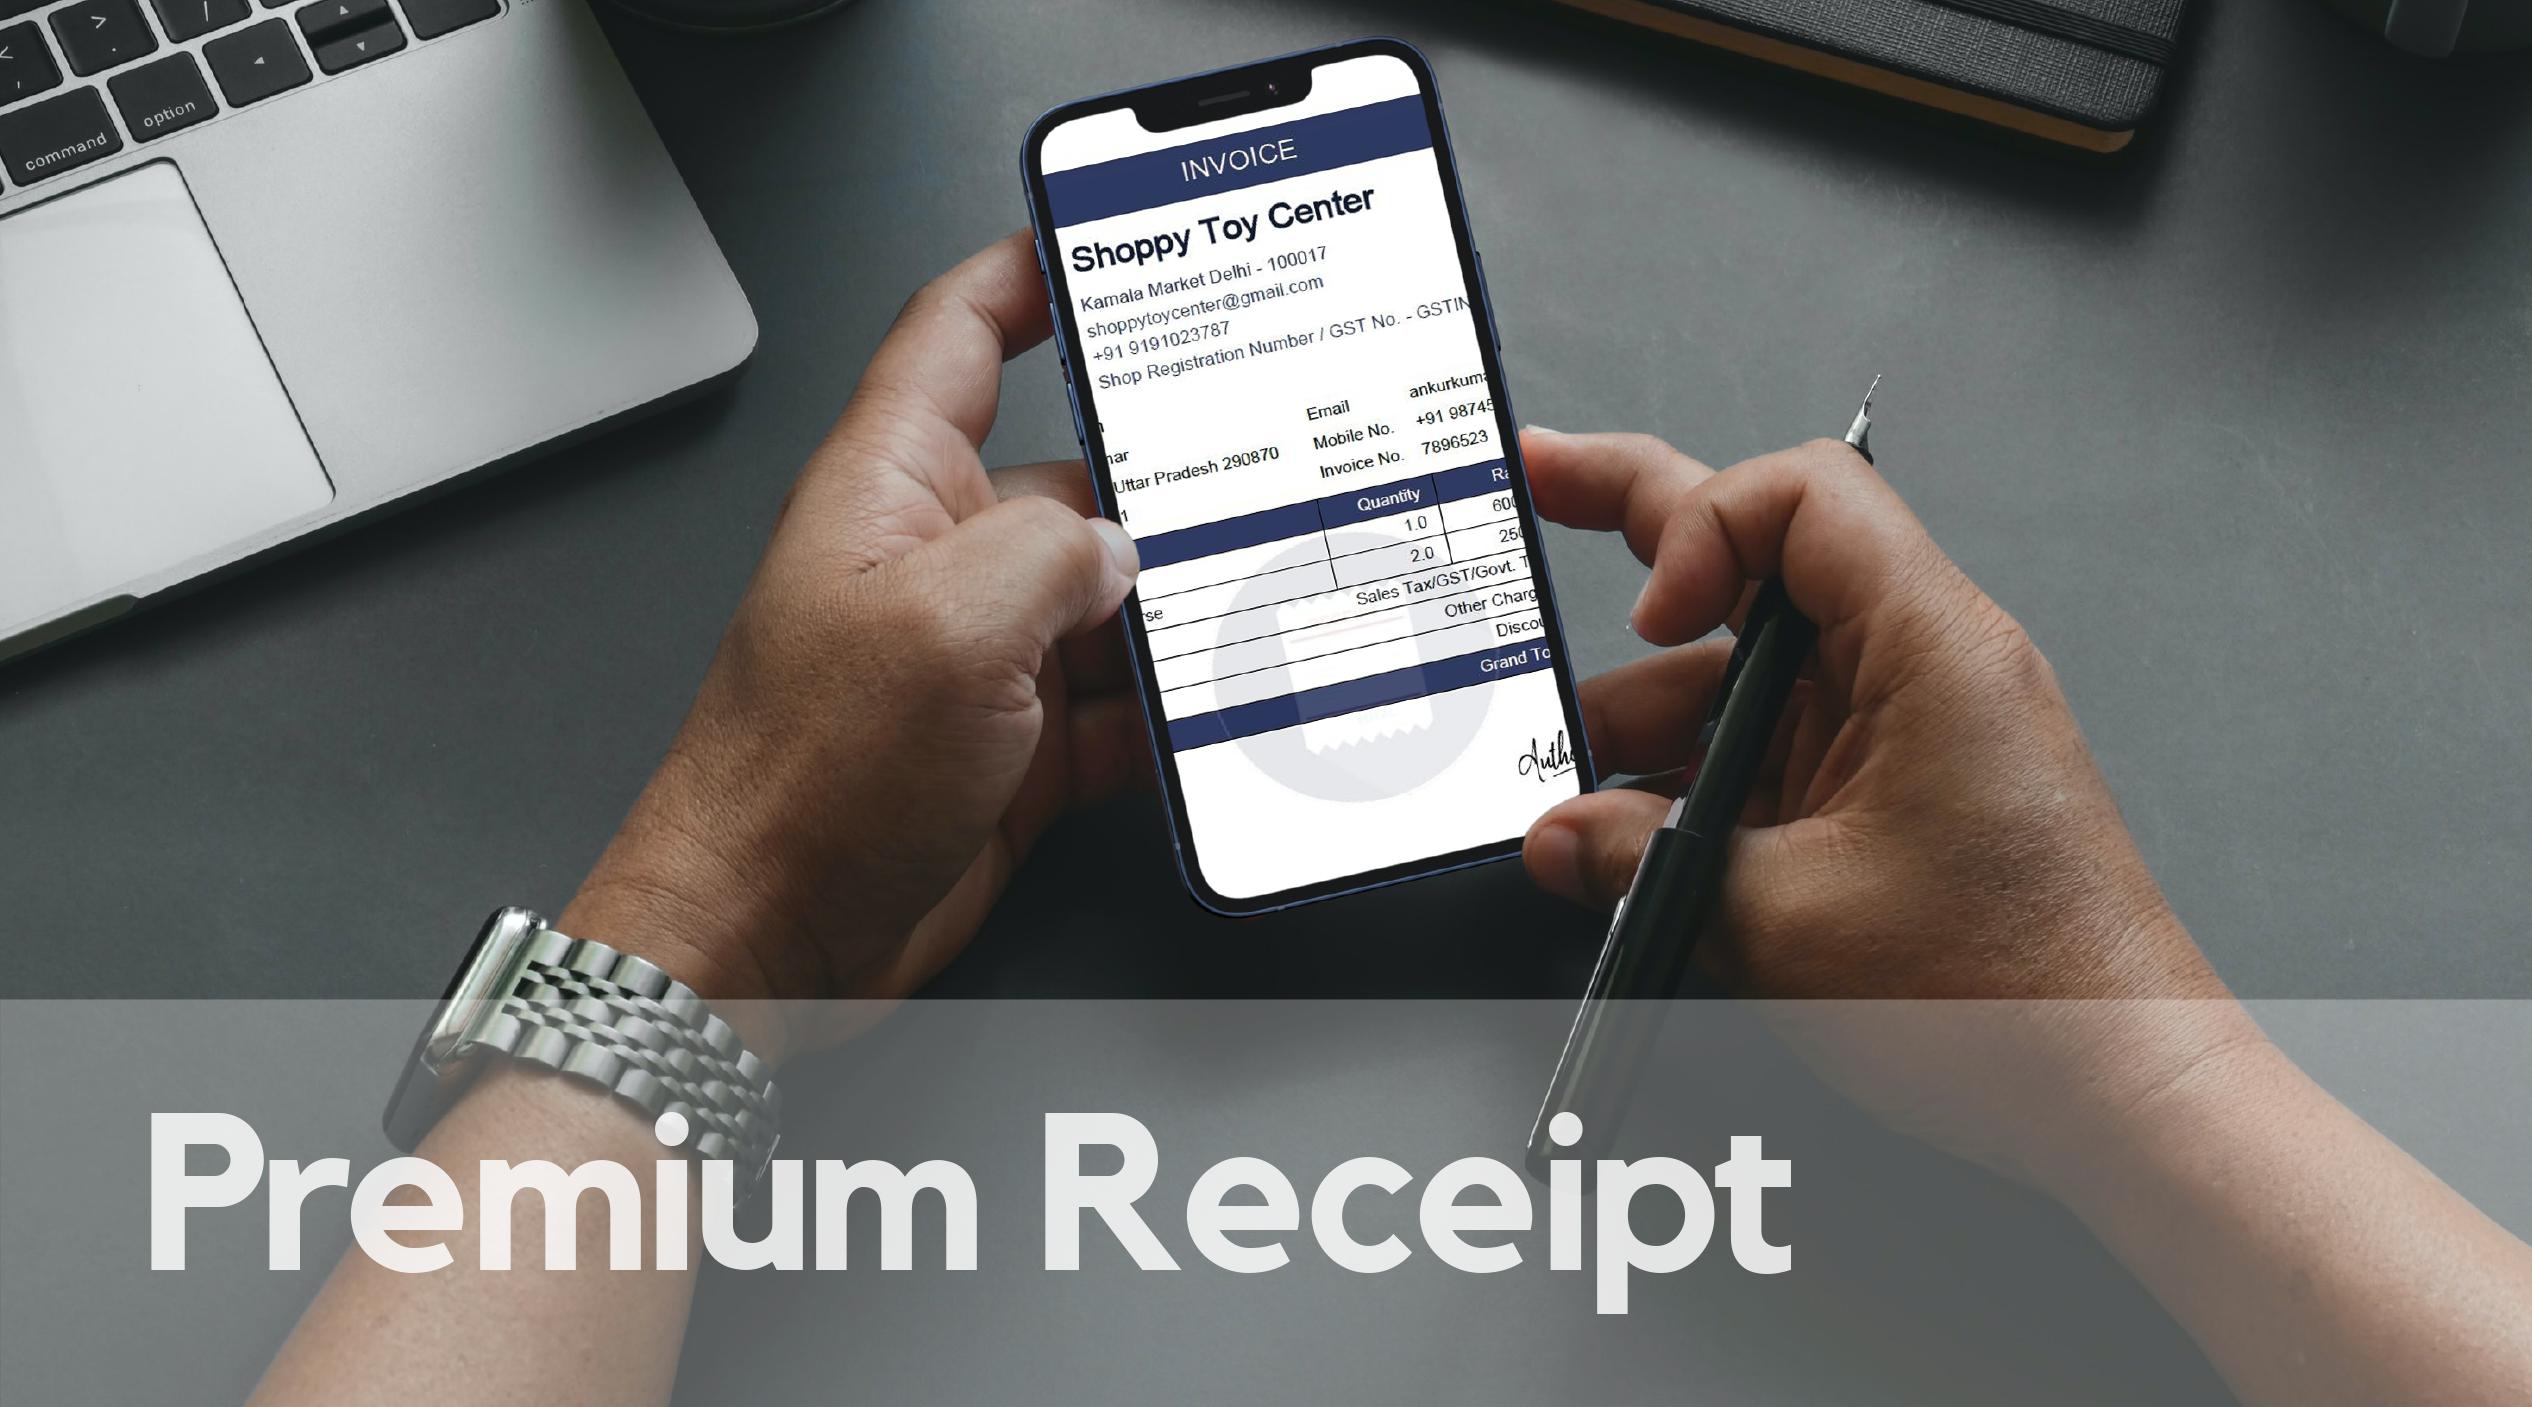 command
option
INVOICE
Shoppy Toy Center
Kamala Market Delhi - 100017
shoppytoycenter@gmail.com
+91 9191023787
Shop Registration Number / GST No. - GSTIN
Email ankurkuma
mar
Mobile No. +91 98745
Uttar Pradesh 290870
Invoice No. 7896523
1
Quantity Ra
1.0 600
2.0 250
se
Sales Tax/GST/Govt. T
Other Charg
Discou
Grand To
Autho
Premium Receipt